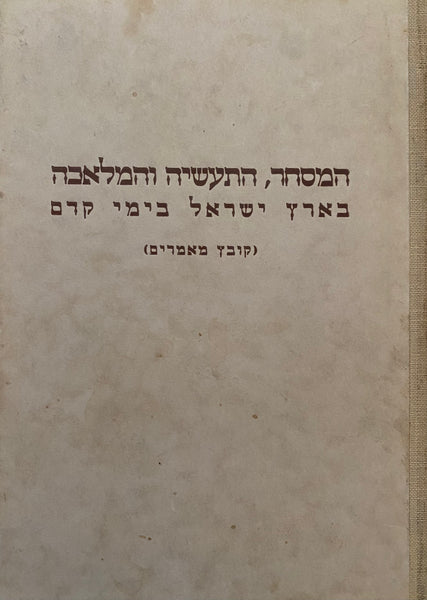 המסחר, התעשיה והמלאכה
בארץ ישראל בימי קדם
(קובץ מאמרים)